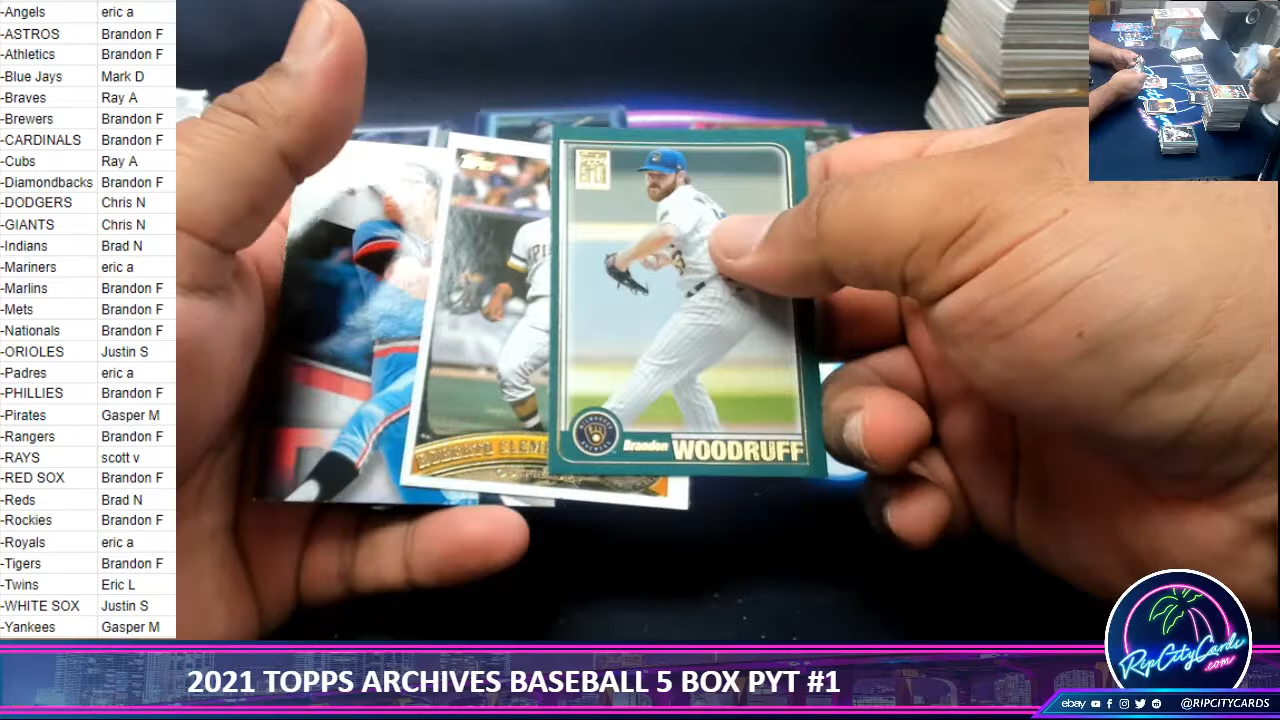 -Angels eric a
-ASTROS Brandon F
-Athletics Brandon F
-Blue Jays Mark D
-Braves Ray A
-Brewers Brandon F
-CARDINALS Brandon F
-Cubs Ray A
-Diamondbacks Brandon F
-DODGERS Chris N
-GIANTS Chris N
-Indians Brad N
-Mariners eric a
-Marlins Brandon F
-Mets Brandon F
-Nationals Brandon F
-ORIOLES Justin S
-Padres eric a
-PHILLIES Brandon F
-Pirates Gasper M
-Rangers Brandon F
-RAYS scott v
-RED SOX Brandon F
-Reds Brad N
-Rockies Brandon F
-Royals eric a
-Tigers Brandon F
-Twins Eric L
-WHITE SOX Justin S
-Yankees Gasper M
Topps
ROBERTO CLEM
Brandon WOODRUFF
RipCityCards
.com
2021 TOPPS ARCHIVES BASEBALL 5 BOX PYT #1
ebay @RIPCITYCARDS